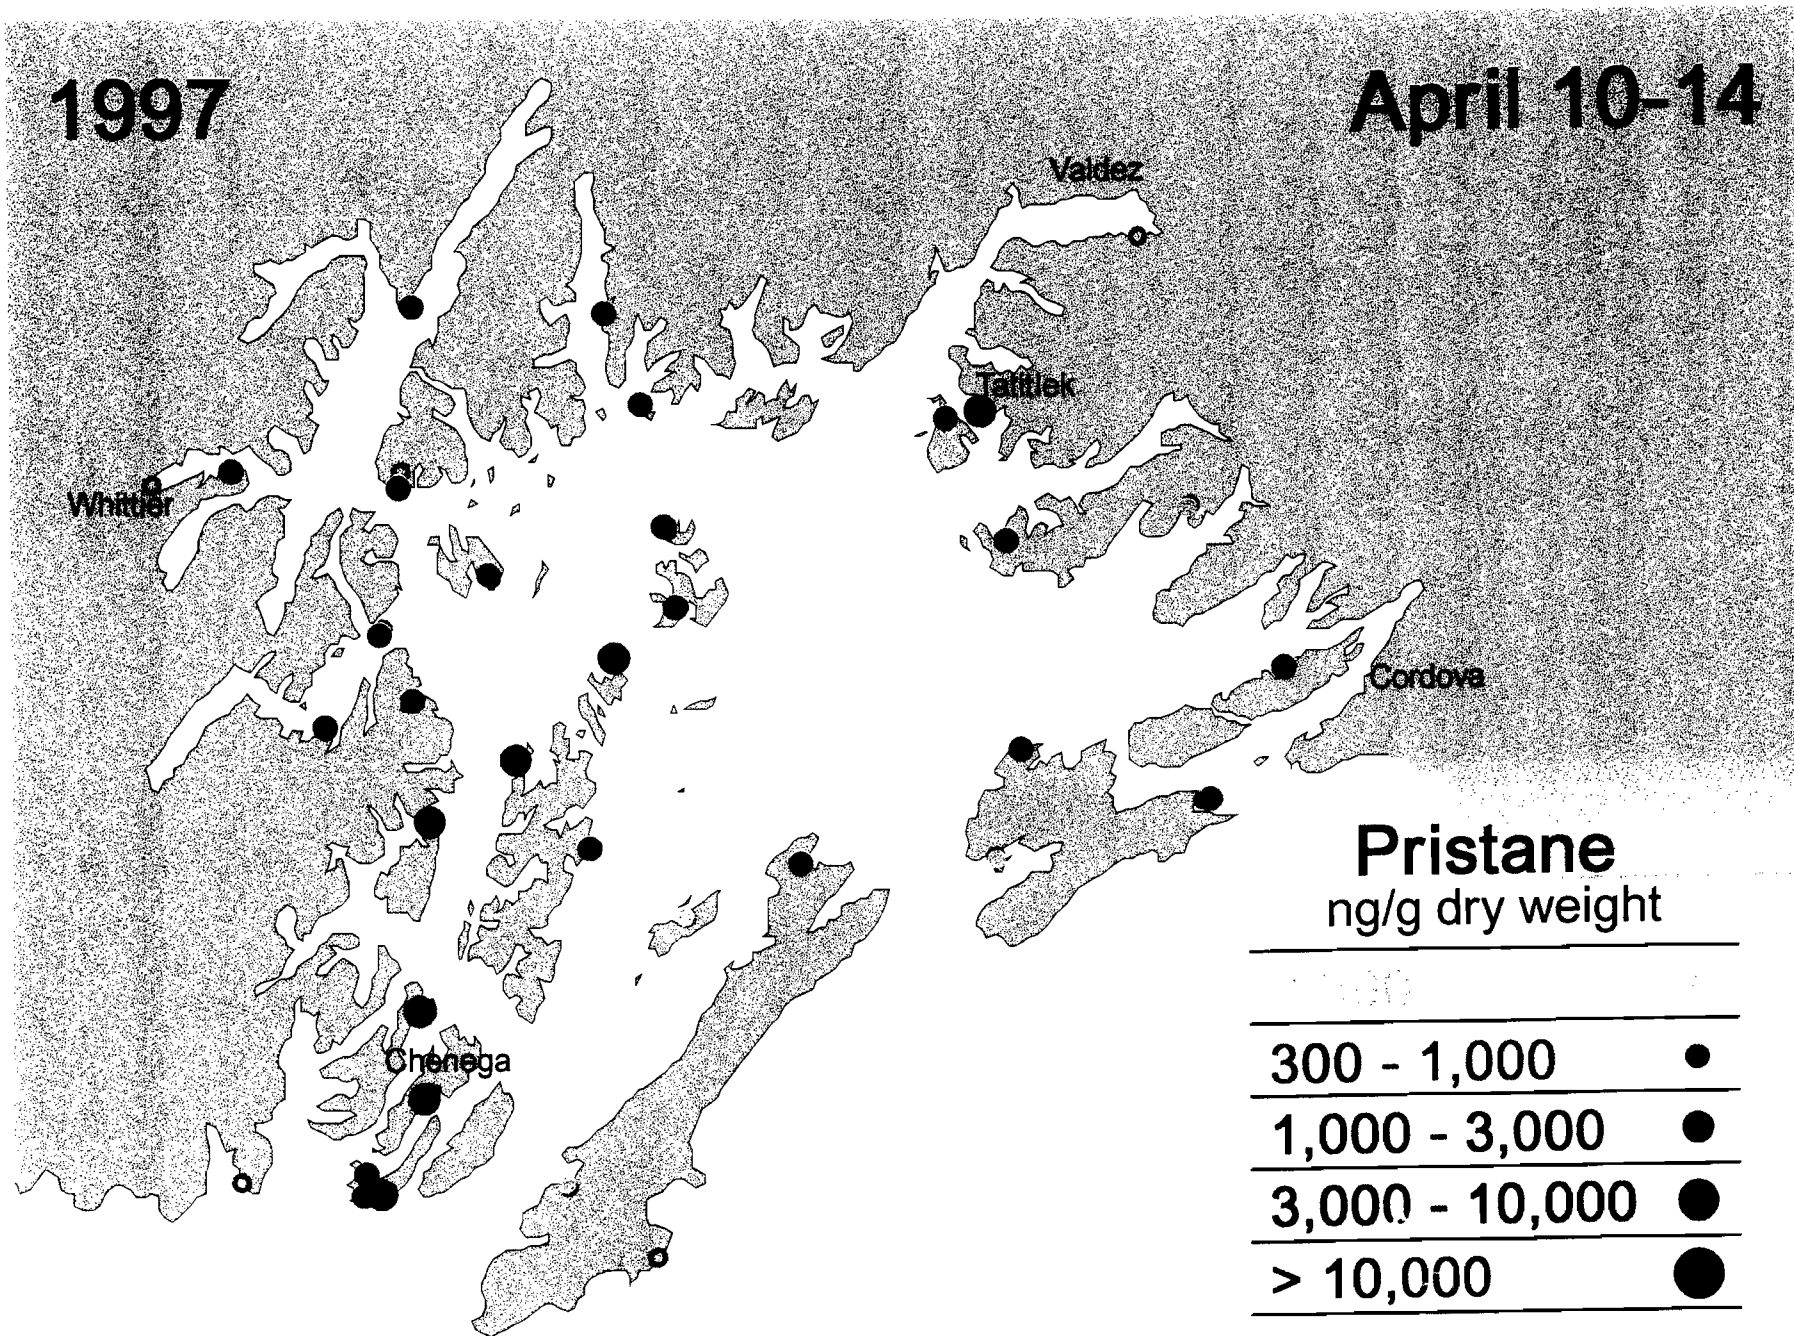 1997
April 10-14
Valdez
Tatitlek
Whittier
Cordova
Chenega
Pristane
ng/g dry weight
300 - 1,000
1,000 - 3,000
3,000 - 10,000
> 10,000